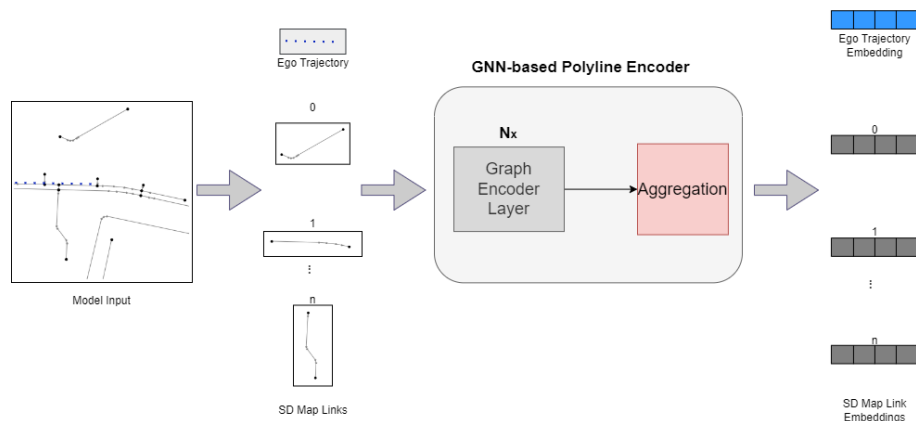 Model Input
Ego Trajectory
0
1
⋮
n
SD Map Links
GNN-based Polyline Encoder
Nx
Graph
Encoder
Layer
Aggregation
Ego Trajectory
Embedding
0
1
⋮
n
SD Map Link
Embeddings